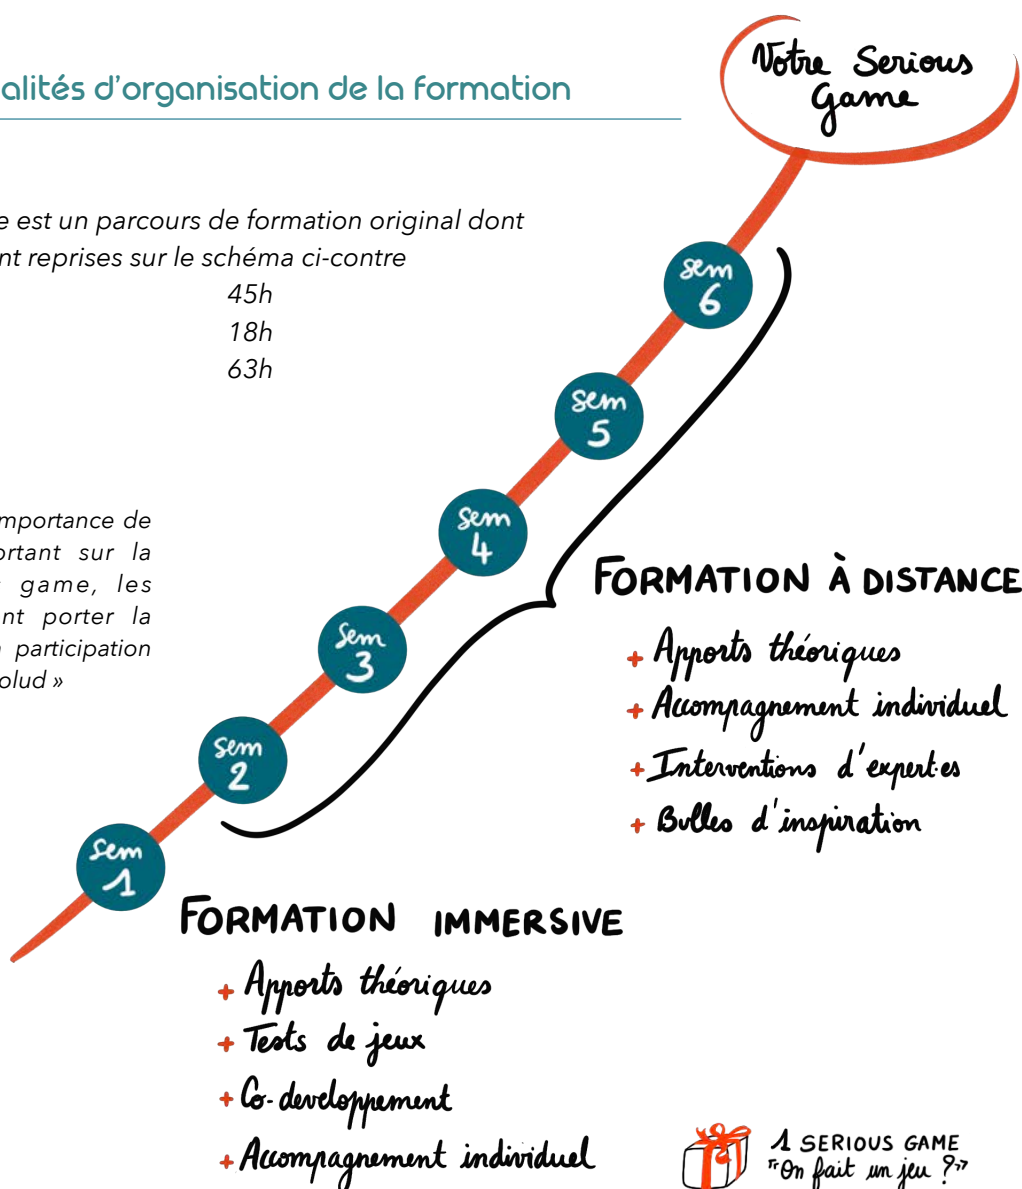 alités d'organisation de la formation
Votre Serious
Game
e est un parcours de formation original dont
nt reprises sur le schéma ci-contre
45h
18h
63h
sem
6
sem
5
sem
4
sem
3
sem
2
sem
1
mportance de
ortant sur la
game, les
nt porter la
participation
olud »
FORMATION À DISTANCE
+ Apports théoriques
+ Accompagnement individuel
+ Interventions d'expert·es
+ Bulles d'inspiration
FORMATION IMMERSIVE
+ Apports théoriques
+ Tests de jeux
+ Co-developpement
+ Accompagnement individuel
1 SERIOUS GAME
"On fait un jeu ?"